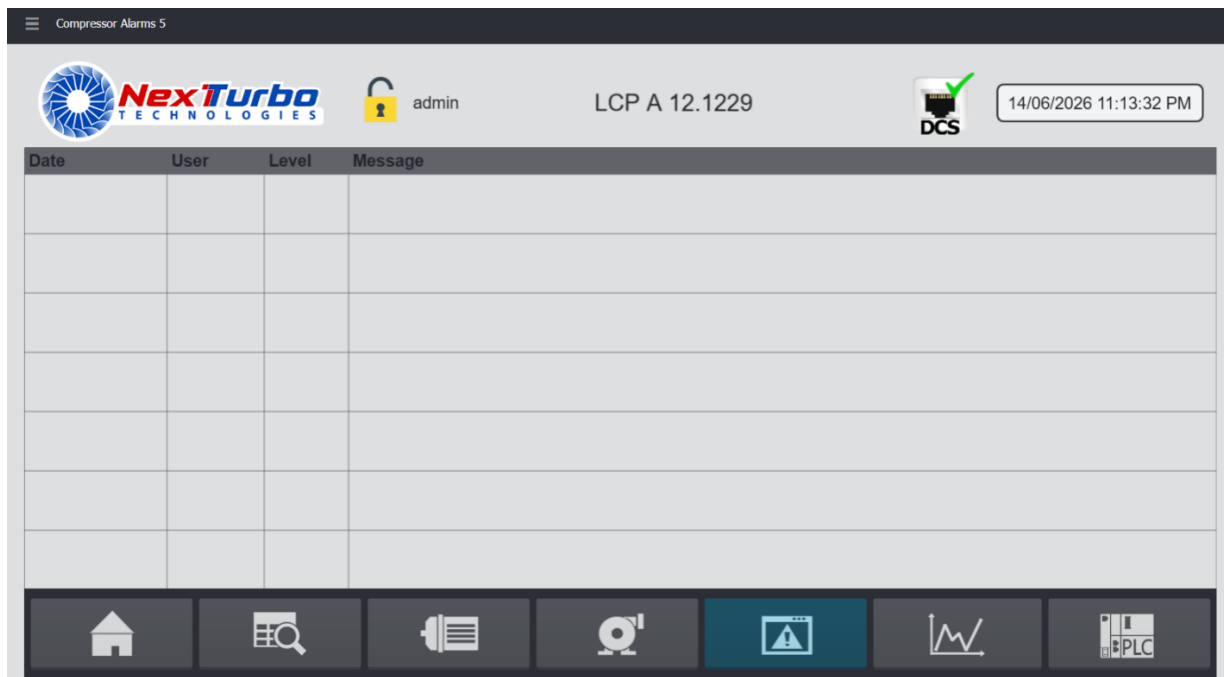 Compressor Alarms 5
NexTurbo
TECHNOLOGIES
admin
LCP A 12.1229
DCS
14/06/2026 11:13:32 PM
Date User Level Message
PLC